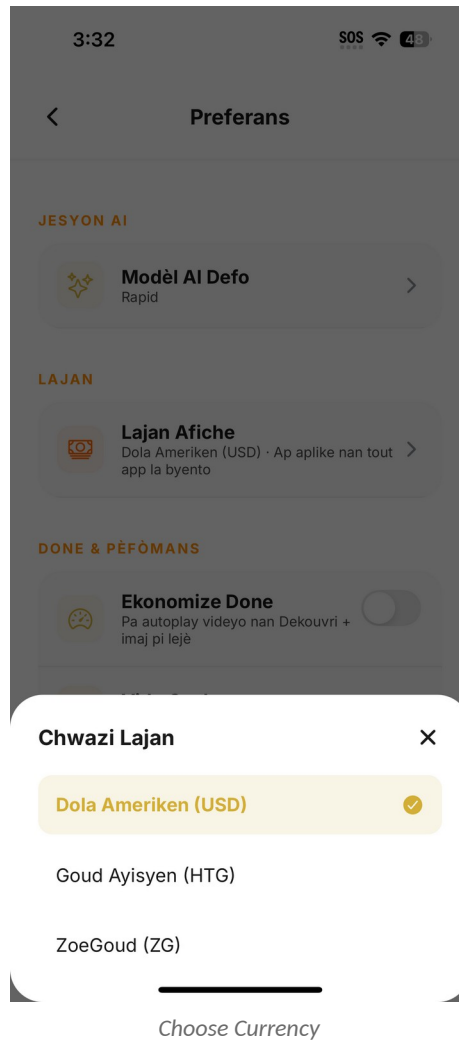 3:32
SOS 48
Preferans
JESYON AI
Modèl AI Defo
Rapid
LAJAN
Lajan Afiche
Dola Ameriken (USD) · Ap aplike nan tout
app la byento
DONE & PÈFÒMANS
Ekonomize Done
Pa autoplay videyo nan Dekouvri +
imaj pi lejè
Chwazi Lajan
Dola Ameriken (USD)
Goud Ayisyen (HTG)
ZoeGoud (ZG)
Choose Currency